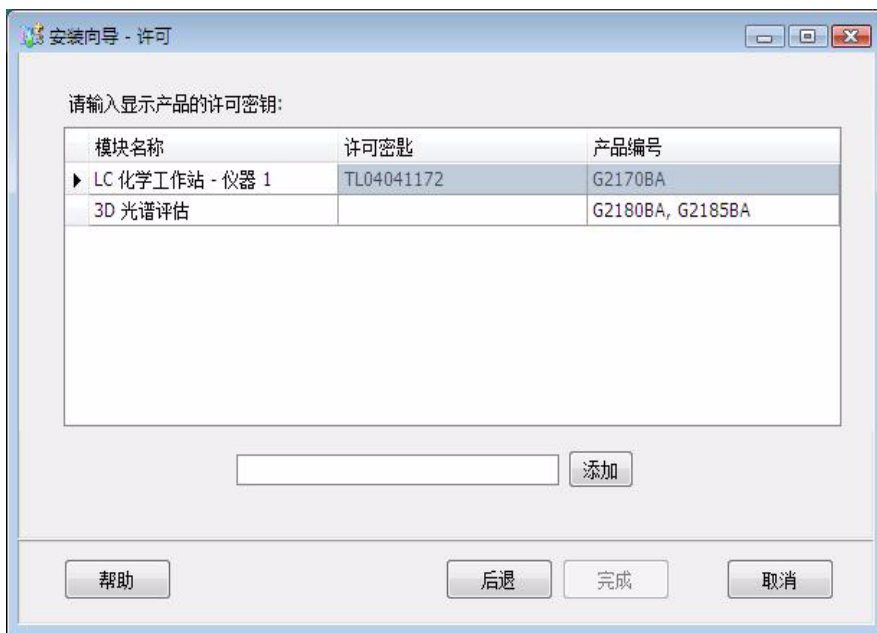 安装向导 - 许可
请输入显示产品的许可密钥:
模块名称 许可密匙 产品编号
LC 化学工作站 - 仪器 1 TL04041172 G2170BA
3D 光谱评估 G2180BA, G2185BA
添加
帮助 后退 完成 取消